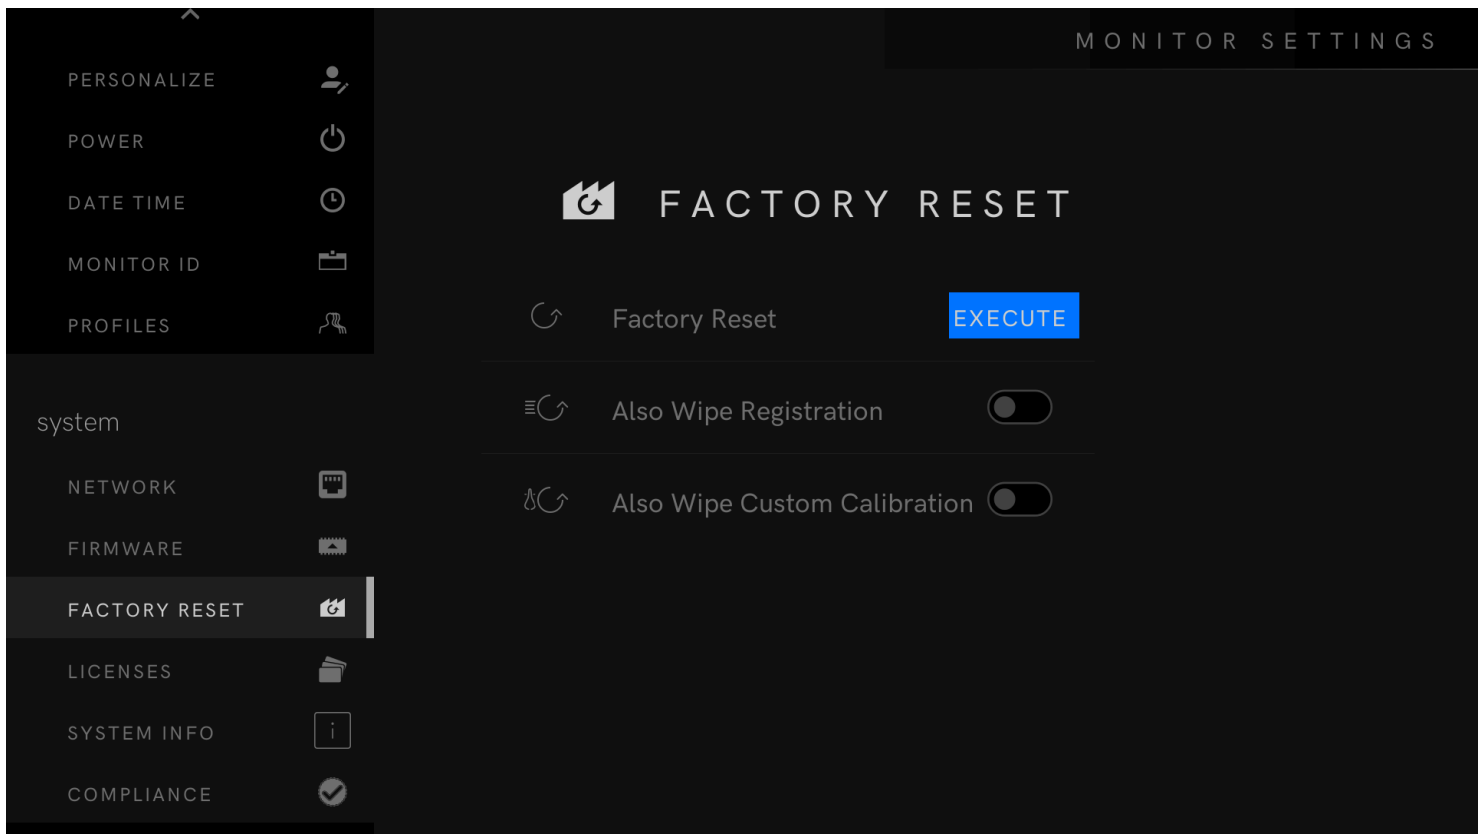 MONITOR SETTINGS
PERSONALIZE
POWER
DATE TIME
MONITOR ID
PROFILES
system
NETWORK
FIRMWARE
FACTORY RESET
LICENSES
SYSTEM INFO
i
COMPLIANCE
FACTORY RESET
Factory Reset
EXECUTE
Also Wipe Registration
Also Wipe Custom Calibration